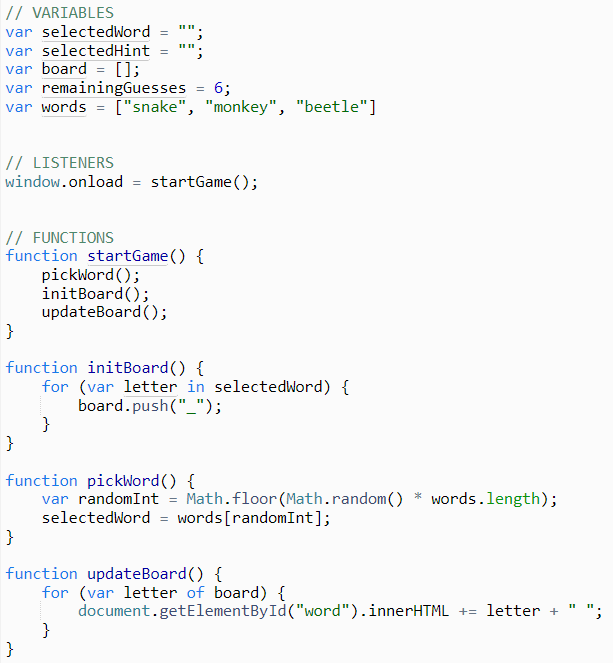 // VARIABLES
var selectedWord = "";
var selectedHint = "";
var board = [];
var remainingGuesses = 6;
var words = ["snake", "monkey", "beetle"]
// LISTENERS
window.onload = startGame();
// FUNCTIONS
function startGame() {
    pickWord();
    initBoard();
    updateBoard();
}
function initBoard() {
    for (var letter in selectedWord) {
        board.push("_");
    }
}
function pickWord() {
    var randomInt = Math.floor(Math.random() * words.length);
    selectedWord = words[randomInt];
}
function updateBoard() {
    for (var letter of board) {
        document.getElementById("word").innerHTML += letter + " ";
    }
}